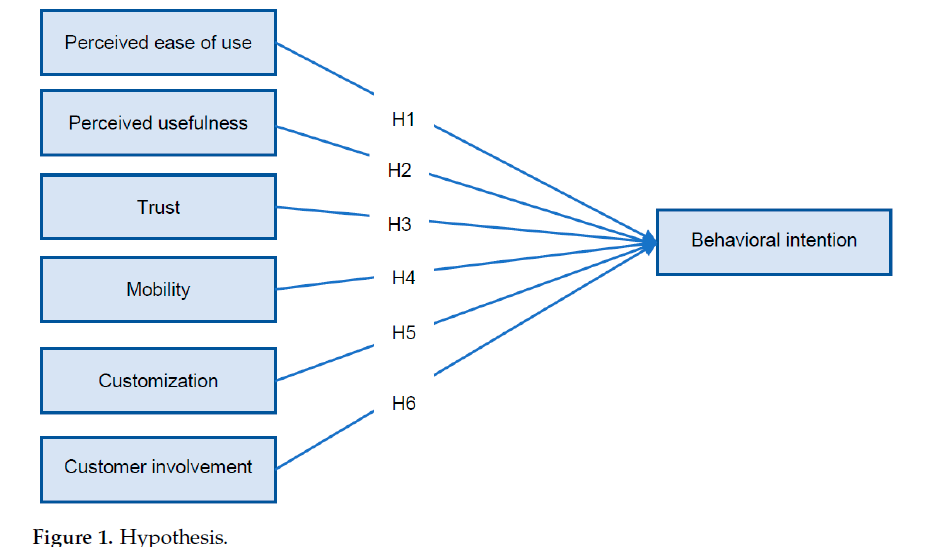 Perceived ease of use
H1
Perceived usefulness
H2
Trust
H3
Behavioral intention
Mobility
H4
H5
Customization
H6
Customer involvement
Figure 1. Hypothesis.